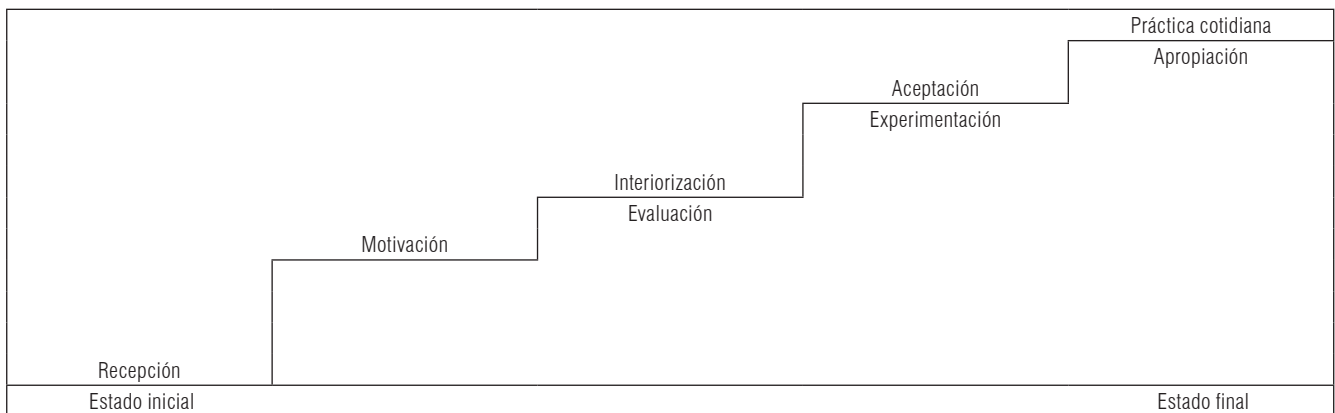 Práctica cotidiana
Apropiación
Aceptación
Experimentación
Interiorización
Evaluación
Motivación
Recepción
Estado inicial
Estado final